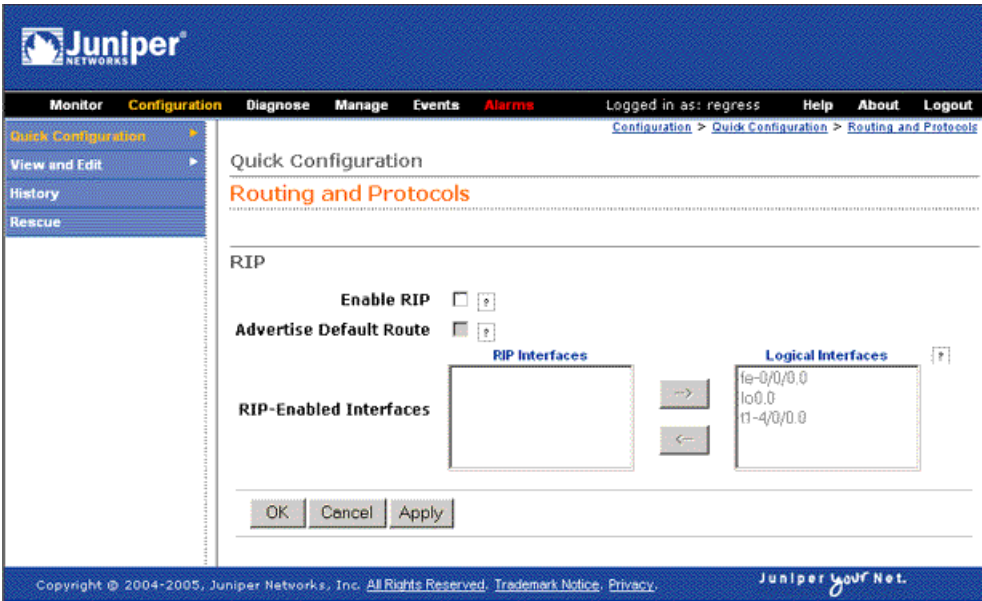 Juniper®
NETWORKS
Monitor Configuration Diagnose Manage Events Alarms Logged in as: regress Help About Logout
Configuration > Quick Configuration > Routing and Protocols
Quick Configuration
View and Edit
History
Rescue
Quick Configuration
Routing and Protocols
RIP
Enable RIP ?
Advertise Default Route ?
RIP Interfaces Logical Interfaces ?
RIP-Enabled Interfaces
-->
<--
fe-0/0/0.0
lo0.0
t1-4/0/0.0
OK Cancel Apply
Copyright © 2004-2005, Juniper Networks, Inc. All Rights Reserved. Trademark Notice. Privacy.
Juniper your Net.